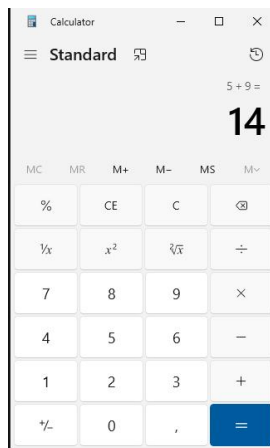 Calculator
Standard
5 + 9 =
14
MC MR M+ M− MS M˅
% CE C
¹/x x² ²√x ÷
7 8 9 ×
4 5 6 −
1 2 3 +
+/− 0 , =